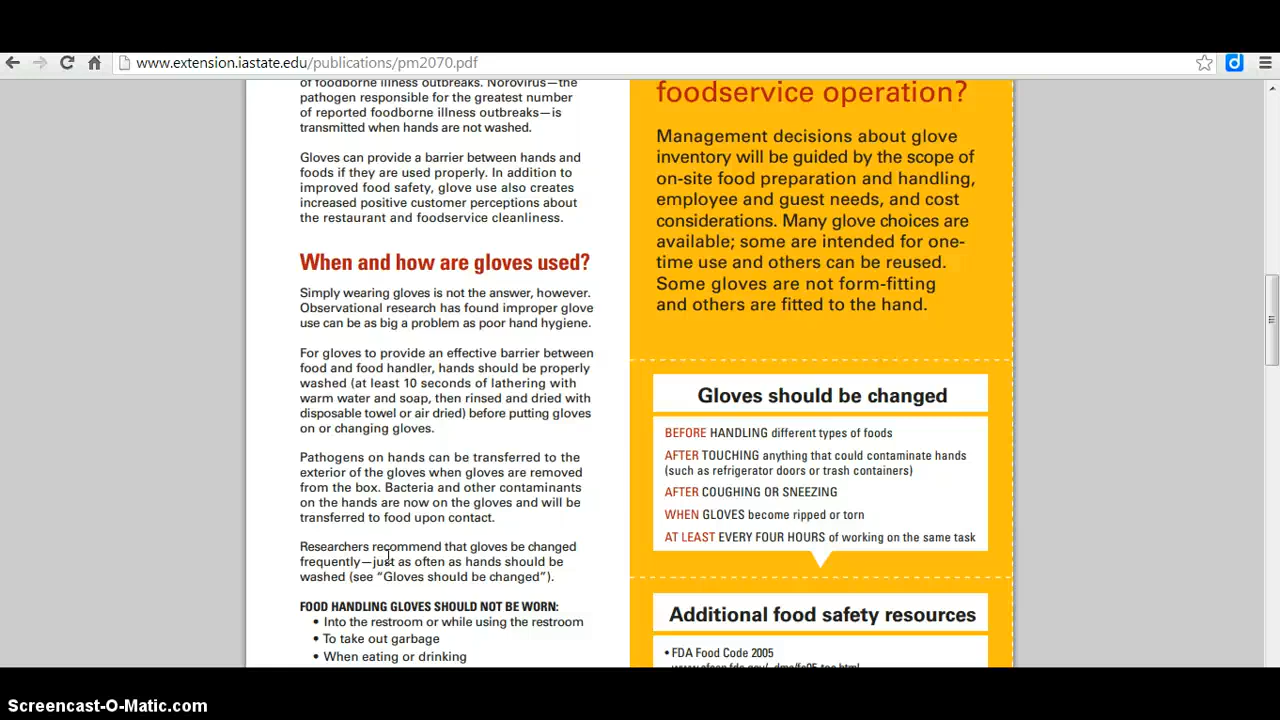 www.extension.iastate.edu/publications/pm2070.pdf
of foodborne illness outbreaks. Norovirus—the
pathogen responsible for the greatest number
of reported foodborne illness outbreaks—is
transmitted when hands are not washed.
Gloves can provide a barrier between hands and
foods if they are used properly. In addition to
improved food safety, glove use also creates
increased positive customer perceptions about
the restaurant and foodservice cleanliness.
When and how are gloves used?
Simply wearing gloves is not the answer, however.
Observational research has found improper glove
use can be as big a problem as poor hand hygiene.
For gloves to provide an effective barrier between
food and food handler, hands should be properly
washed (at least 10 seconds of lathering with
warm water and soap, then rinsed and dried with
disposable towel or air dried) before putting gloves
on or changing gloves.
Pathogens on hands can be transferred to the
exterior of the gloves when gloves are removed
from the box. Bacteria and other contaminants
on the hands are now on the gloves and will be
transferred to food upon contact.
Researchers recommend that gloves be changed
frequently—just as often as hands should be
washed (see “Gloves should be changed”).
FOOD HANDLING GLOVES SHOULD NOT BE WORN:
• Into the restroom or while using the restroom
• To take out garbage
• When eating or drinking
foodservice operation?
Management decisions about glove
inventory will be guided by the scope of
on-site food preparation and handling,
employee and guest needs, and cost
considerations. Many glove choices are
available; some are intended for one-
time use and others can be reused.
Some gloves are not form-fitting
and others are fitted to the hand.
Gloves should be changed
BEFORE HANDLING different types of foods
AFTER TOUCHING anything that could contaminate hands
(such as refrigerator doors or trash containers)
AFTER COUGHING OR SNEEZING
WHEN GLOVES become ripped or torn
AT LEAST EVERY FOUR HOURS of working on the same task
Additional food safety resources
• FDA Food Code 2005
Screencast-O-Matic.com